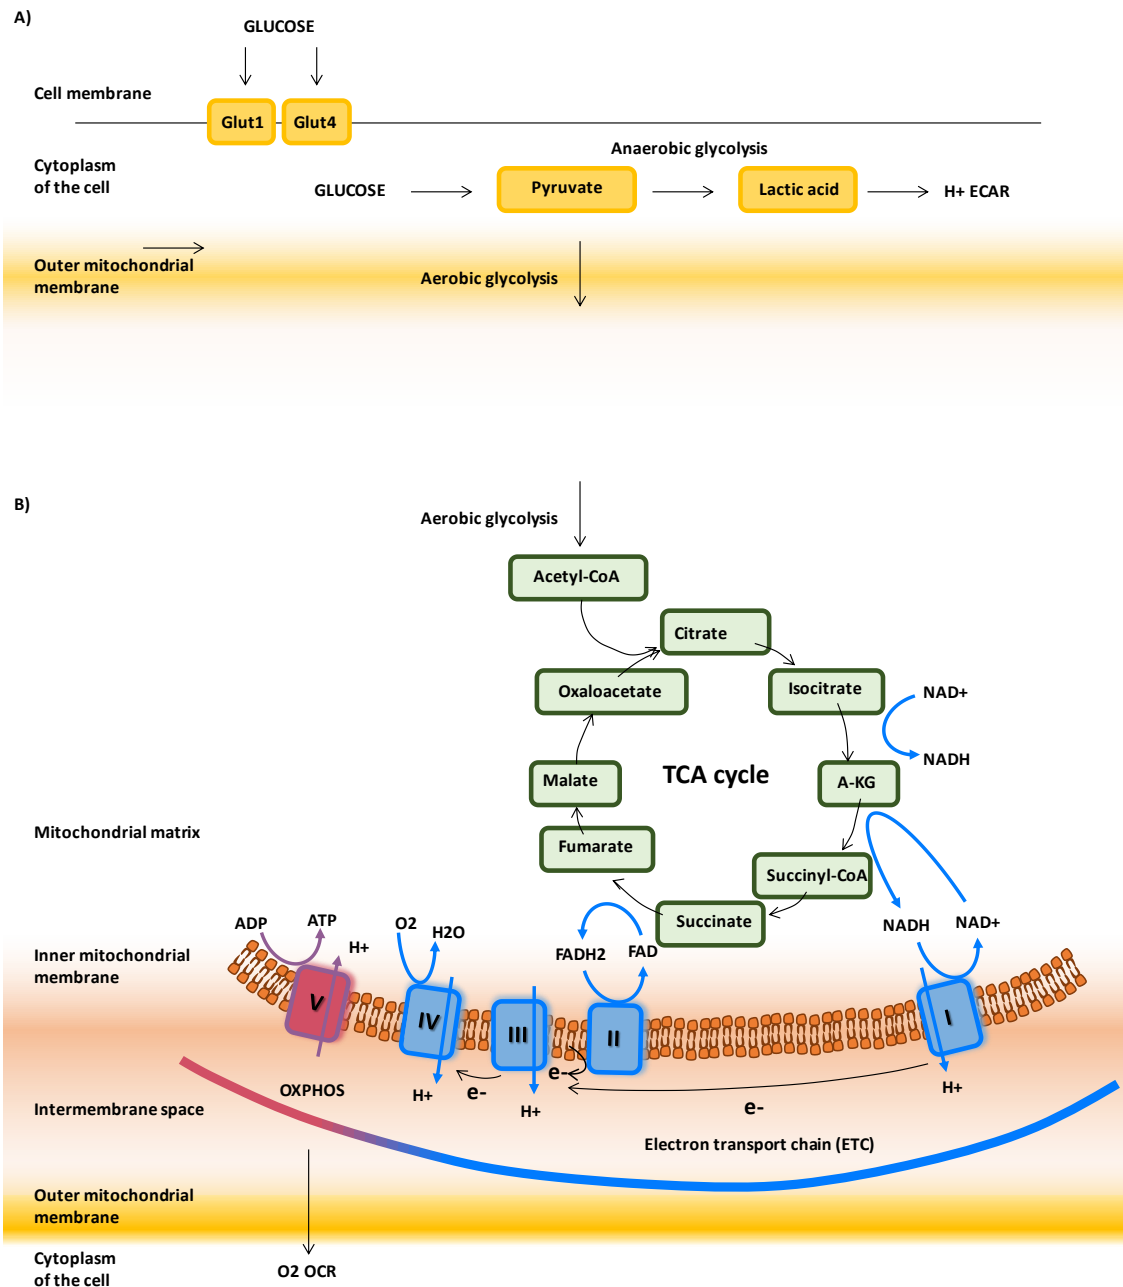 A)
GLUCOSE
Cell membrane
Glut1
Glut4
Cytoplasm
of the cell
Anaerobic glycolysis
GLUCOSE
Pyruvate
Lactic acid
H+ ECAR
Outer mitochondrial
membrane
Aerobic glycolysis
B)
Aerobic glycolysis
Acetyl-CoA
Citrate
Oxaloacetate
Isocitrate
NAD+
NADH
TCA cycle
Malate
A-KG
Mitochondrial matrix
Fumarate
Succinyl-CoA
Succinate
ADP
ATP
H+
O2
H2O
FADH2
FAD
NADH
NAD+
Inner mitochondrial
membrane
V
IV
III
II
I
e-
H+
e-
H+
H+
e-
OXPHOS
Intermembrane space
Electron transport chain (ETC)
Outer mitochondrial
membrane
Cytoplasm
of the cell
O2 OCR